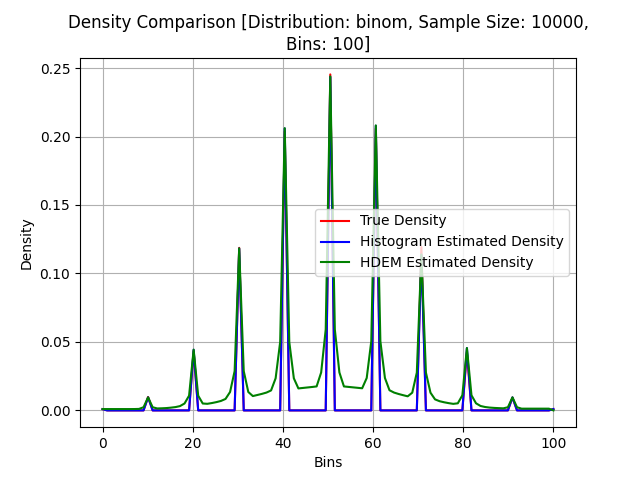 Density Comparison [Distribution: binom, Sample Size: 10000,
Bins: 100]
0.25
0.20
0.15
0.10
0.05
0.00
Density
True Density
Histogram Estimated Density
HDEM Estimated Density
0 20 40 60 80 100
Bins